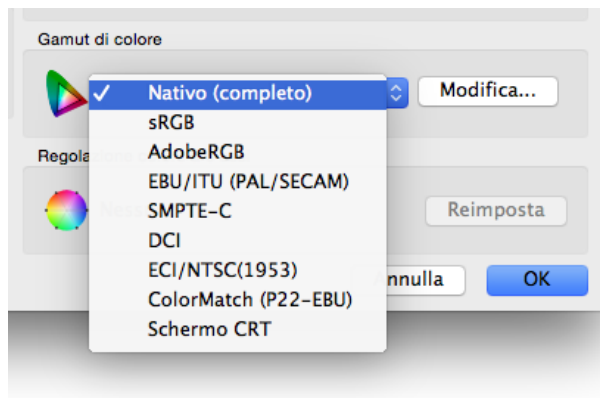 Gamut di colore
✓ Nativo (completo)
Modifica...
sRGB
AdobeRGB
EBU/ITU (PAL/SECAM)
SMPTE-C
Reimposta
DCI
ECI/NTSC(1953)
OK
ColorMatch (P22-EBU)
Schermo CRT